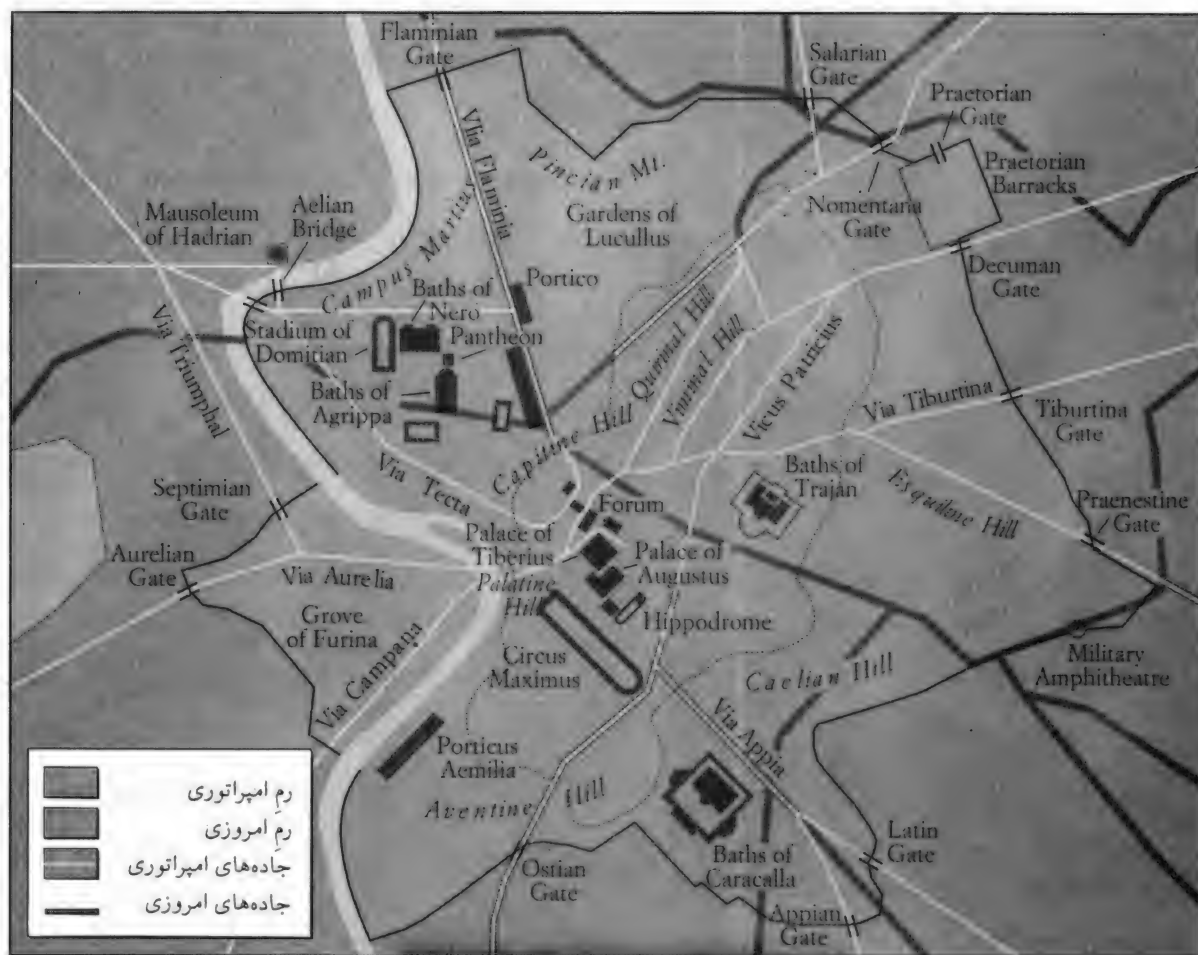 Flaminian
Gate
Salarian
Gate
Praetorian
Gate
Praetorian
Barracks
Nomentana
Gate
Vlia Flaminia
Pincian Mt.
Gardens of
Lucullus
Mausoleum
of Hadrian
Aelian
Bridge
Campus Martius
Portico
Decuman
Gate
Baths of
Nero
Stadium of
Domitian
Pantheon
Baths of
Agrippa
Via Triumphal
Capitine Hill
Qumnal Hill
Vminal Hill
Vicus Patricius
Via Tiburtina
Tiburtina
Gate
Via Tecta
Baths of
Trajan
Esquiline Hill
Praenestine
Gate
Septimian
Gate
Forum
Aurelian
Gate
Via Aurelia
Palace of
Tiberius
Palace of
Augustus
Palatine
Hill
Grove
of Furina
Hippodrome
Via Campana
Circus
Maximus
Caelian Hill
Military
Amphitheatre
Via Appia
Porticus
Aemilia
Aventine Hill
Ostian
Gate
Baths of
Caracalla
Latin
Gate
Appian
Gate
رمِ امپراتوری
رمِ امروزی
جاده‌های امپراتوری
جاده‌های امروزی